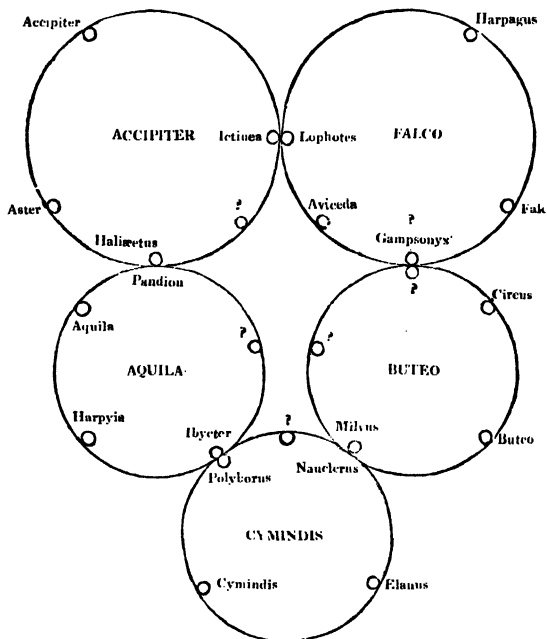 Accipiter
Harpagus
ACCIPITER
Ictinea
Lophotes
FALCO
Aster
?
Aviceda
?
Falc
Haliæetus
Gampsonyx
Pandion
?
Circus
Aquila
?
?
AQUILA
BUTEO
Harpyia
Ibycter
?
Milvus
Buteo
Polyborus
Nauclerus
CYMINDIS
Cymindis
Elanus